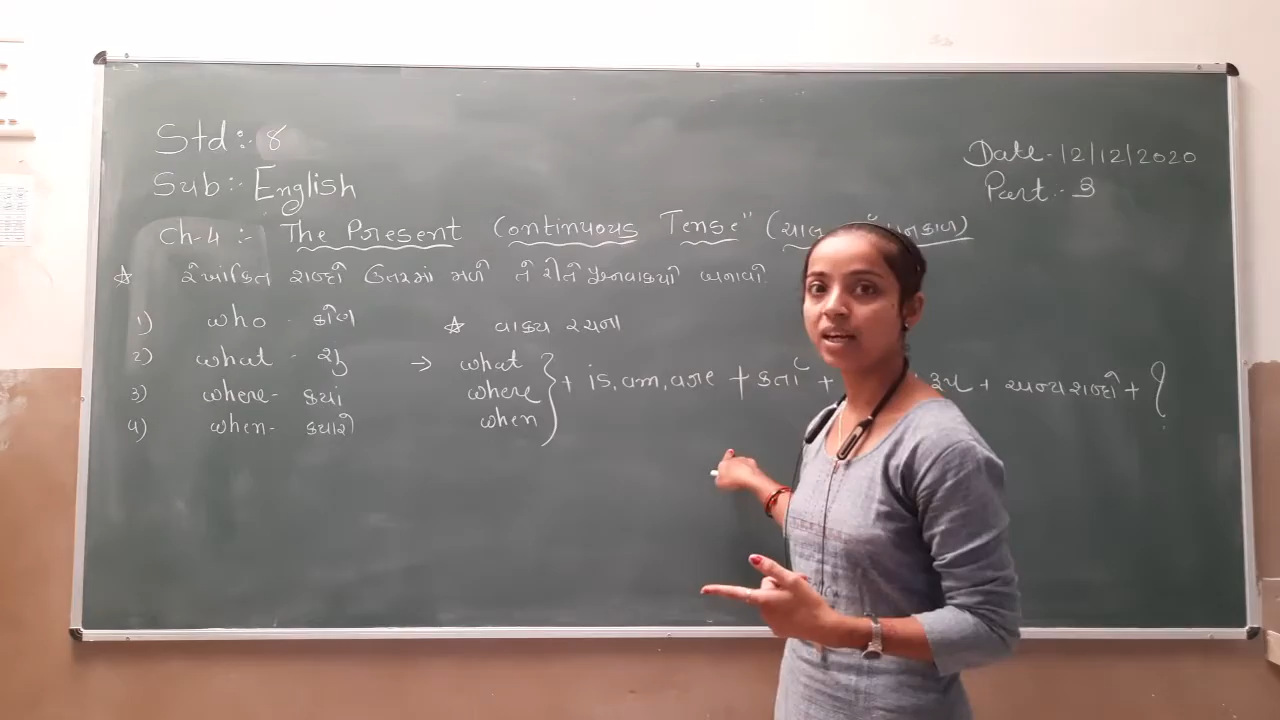 Std :- 8
Sub :- English
Date - 12/12/2020
Part :- 3
Ch-4 :- The Present Continuous Tense" (ચાલુ
☆ રેખાંકિત શબ્દો ઉત્તરમાં મળે તે રીતે પ્રશ્નવાક્યો બનાવો.
1) who - કોણ
☆ વાક્ય રચના
2) what - શું
3) where - ક્યાં
4) when - ક્યારે
→ what where when } + is, am, are + કર્તા + રૂપ + અન્ય શબ્દો + ?